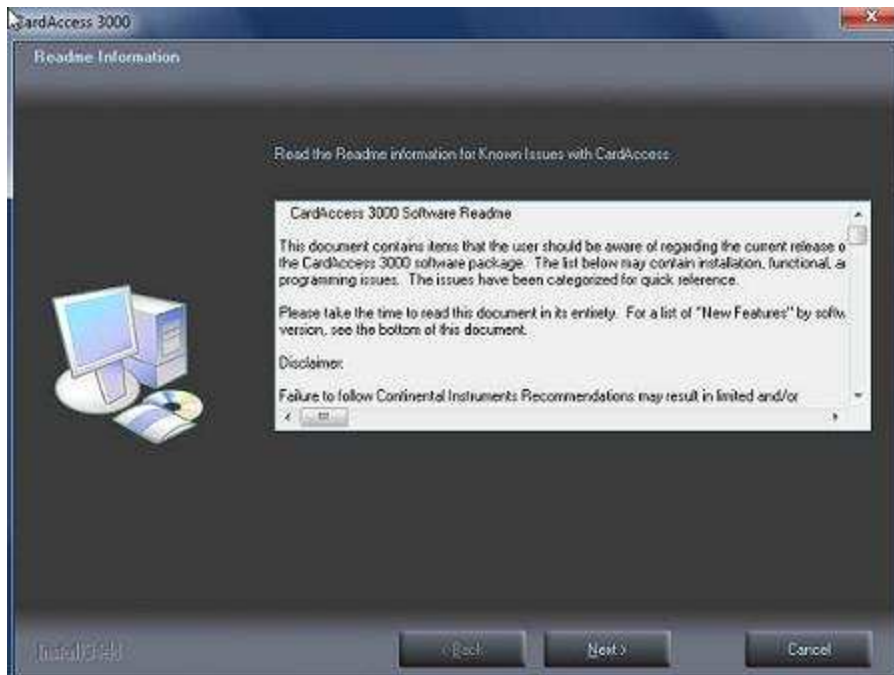 CardAccess 3000
Readme Information
Read the Readme information for Known Issues with CardAccess
CardAccess 3000 Software Readme
This document contains items that the user should be aware of regarding the current release o
the CardAccess 3000 software package. The list below may contain installation, functional, a
programming issues. The issues have been categorized for quick reference.
Please take the time to read this document in its entirety. For a list of "New Features" by softw
version, see the bottom of this document.
Disclaimer:
Failure to follow Continental Instruments Recommendations may result in limited and/or
InstallShield
< Back
Next >
Cancel